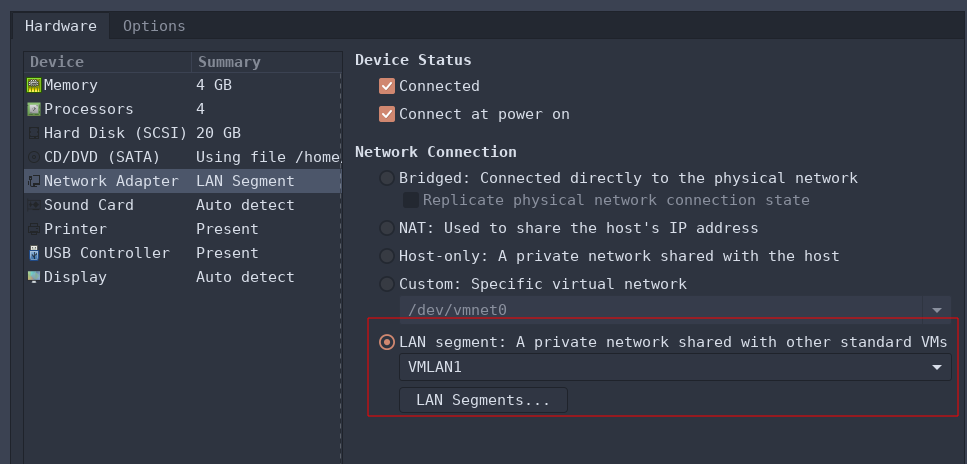 Hardware Options
Device Summary
Memory 4 GB
Processors 4
Hard Disk (SCSI) 20 GB
CD/DVD (SATA) Using file /home
Network Adapter LAN Segment
Sound Card Auto detect
Printer Present
USB Controller Present
Display Auto detect
Device Status
Connected
Connect at power on
Network Connection
Bridged: Connected directly to the physical network
Replicate physical network connection state
NAT: Used to share the host's IP address
Host-only: A private network shared with the host
Custom: Specific virtual network
/dev/vmnet0
LAN segment: A private network shared with other standard VMs
VMLAN1
LAN Segments...